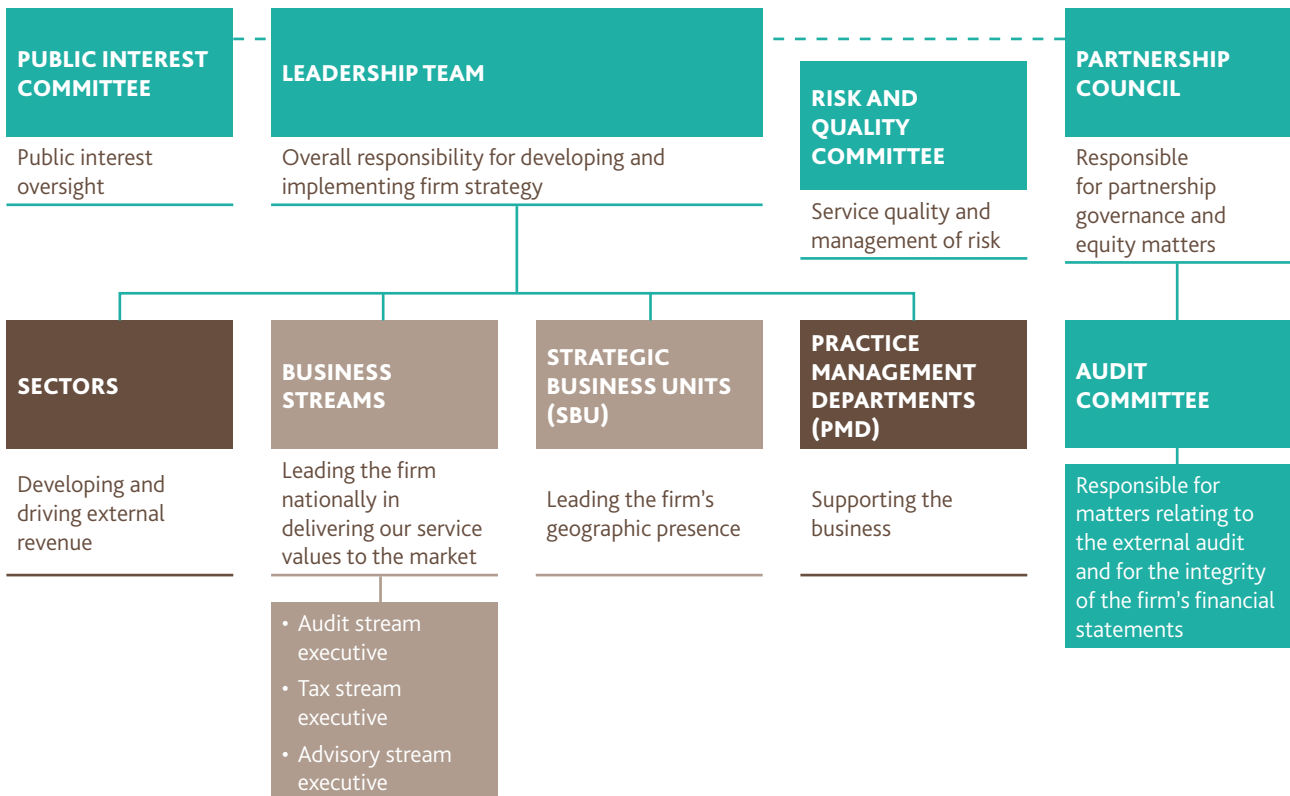 PUBLIC INTEREST
COMMITTEE
Public interest
oversight
LEADERSHIP TEAM
Overall responsibility for developing and
implementing firm strategy
RISK AND
QUALITY
COMMITTEE
Service quality and
management of risk
PARTNERSHIP
COUNCIL
Responsible
for partnership
governance and
equity matters
SECTORS
Developing and
driving external
revenue
BUSINESS
STREAMS
Leading the firm
nationally in
delivering our service
values to the market
• Audit stream
executive
• Tax stream
executive
• Advisory stream
executive
STRATEGIC
BUSINESS UNITS
(SBU)
Leading the firm's
geographic presence
PRACTICE
MANAGEMENT
DEPARTMENTS
(PMD)
Supporting the
business
AUDIT
COMMITTEE
Responsible for
matters relating to
the external audit
and for the integrity
of the firm's financial
statements